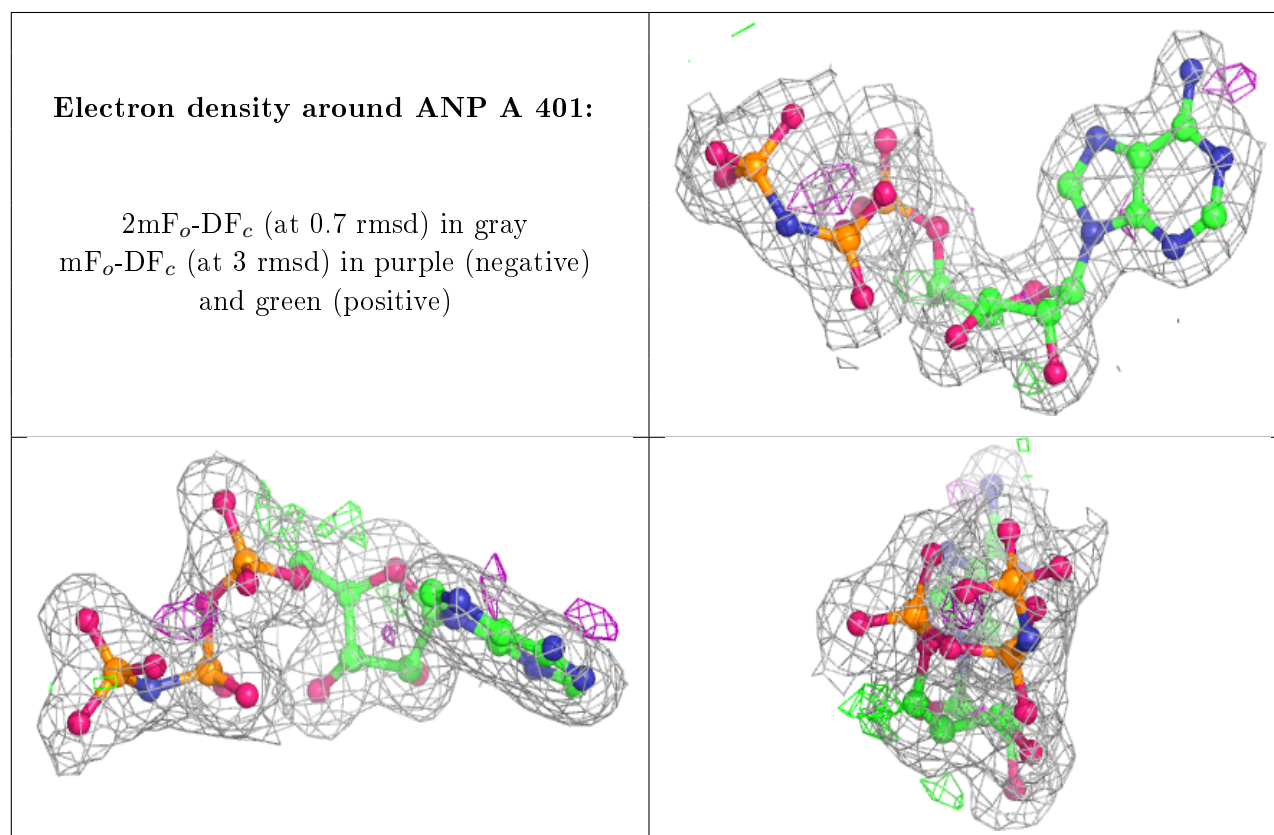 Electron density around ANP A 401:
2mFₒ-DF𝑐 (at 0.7 rmsd) in gray
mFₒ-DF𝑐 (at 3 rmsd) in purple (negative)
and green (positive)